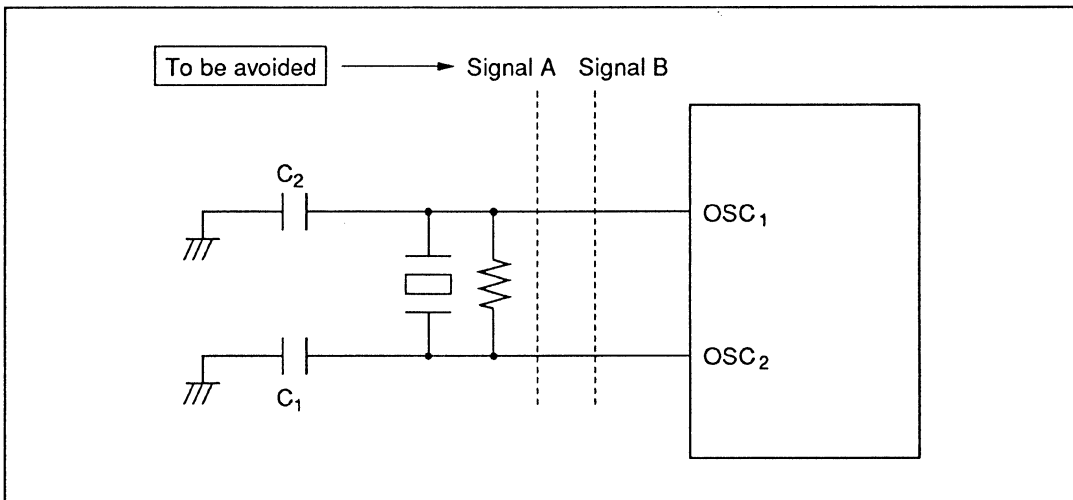 To be avoided
Signal A
Signal B
C₂
OSC₁
OSC₂
C₁